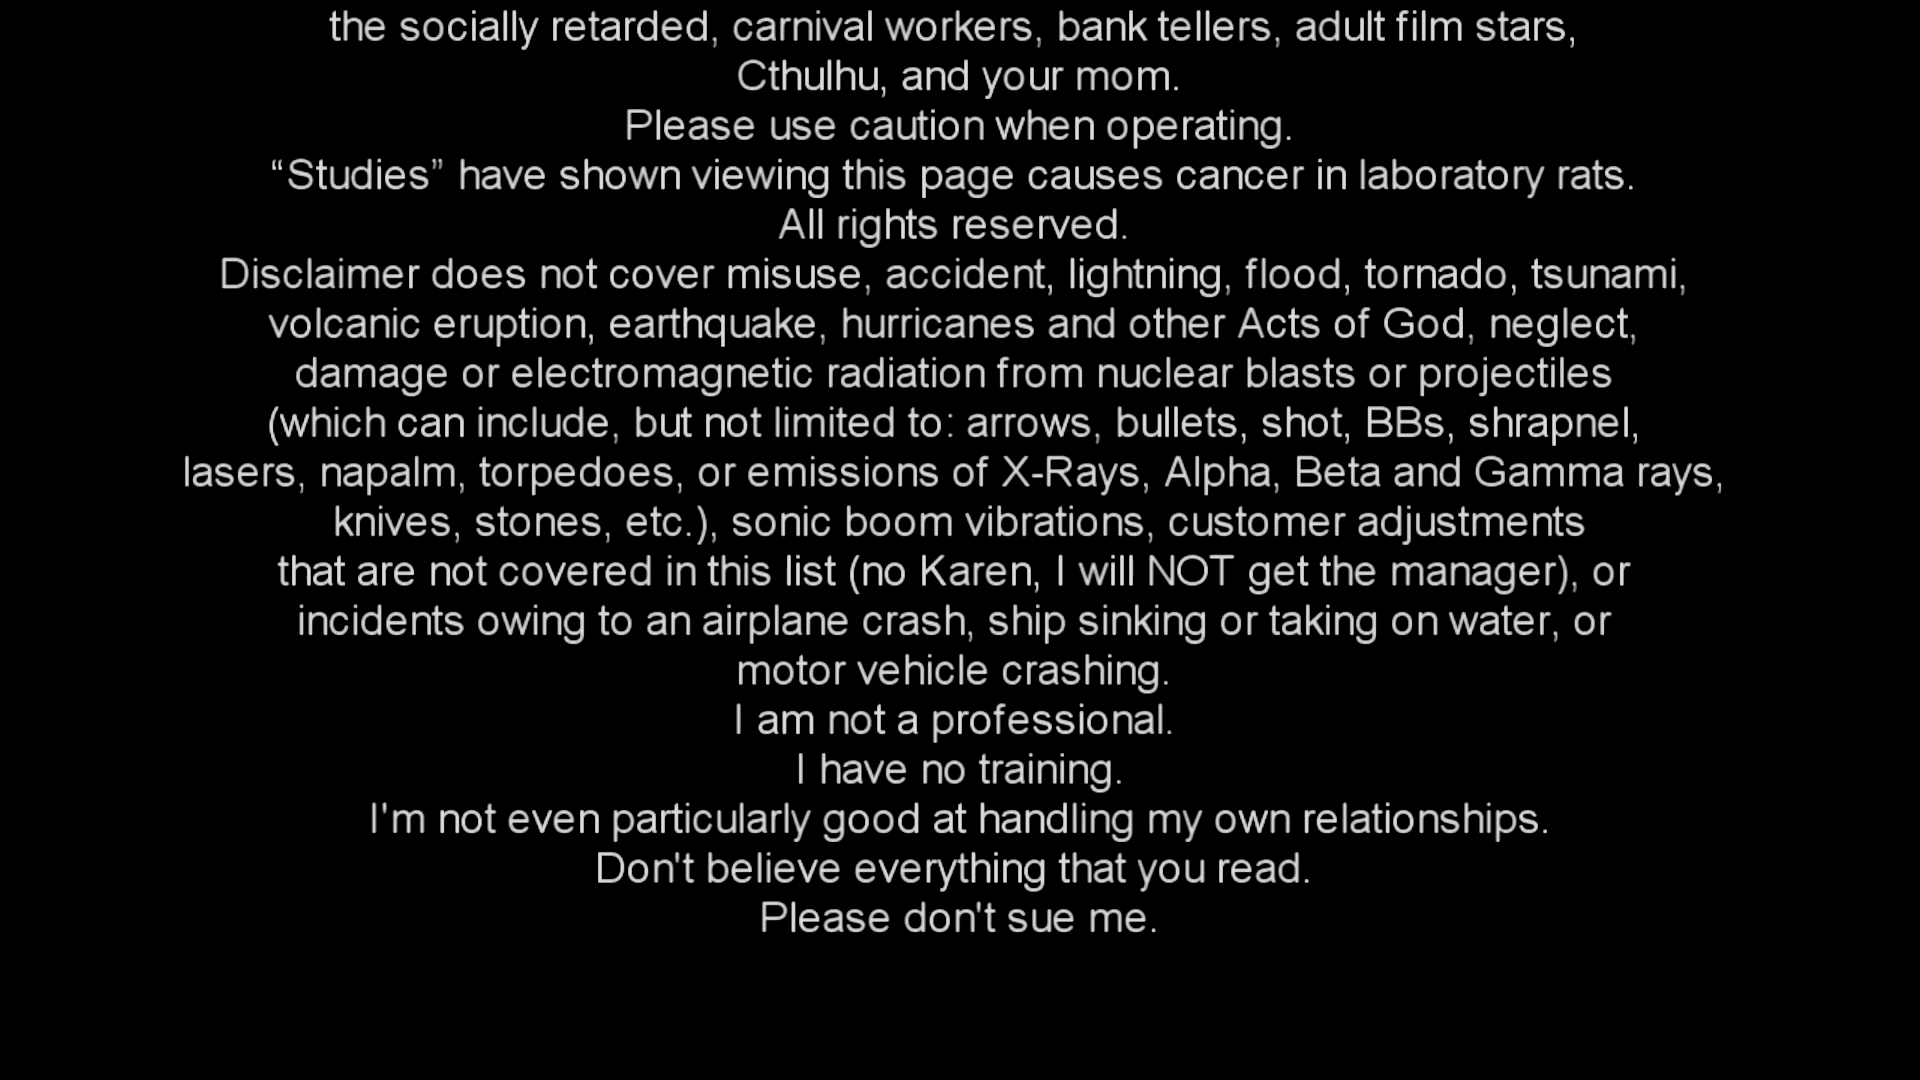 the socially retarded, carnival workers, bank tellers, adult film stars,
Cthulhu, and your mom.
Please use caution when operating.
“Studies” have shown viewing this page causes cancer in laboratory rats.
All rights reserved.
Disclaimer does not cover misuse, accident, lightning, flood, tornado, tsunami,
volcanic eruption, earthquake, hurricanes and other Acts of God, neglect,
damage or electromagnetic radiation from nuclear blasts or projectiles
(which can include, but not limited to: arrows, bullets, shot, BBs, shrapnel,
lasers, napalm, torpedoes, or emissions of X-Rays, Alpha, Beta and Gamma rays,
knives, stones, etc.), sonic boom vibrations, customer adjustments
that are not covered in this list (no Karen, I will NOT get the manager), or
incidents owing to an airplane crash, ship sinking or taking on water, or
motor vehicle crashing.
I am not a professional.
I have no training.
I'm not even particularly good at handling my own relationships.
Don't believe everything that you read.
Please don't sue me.